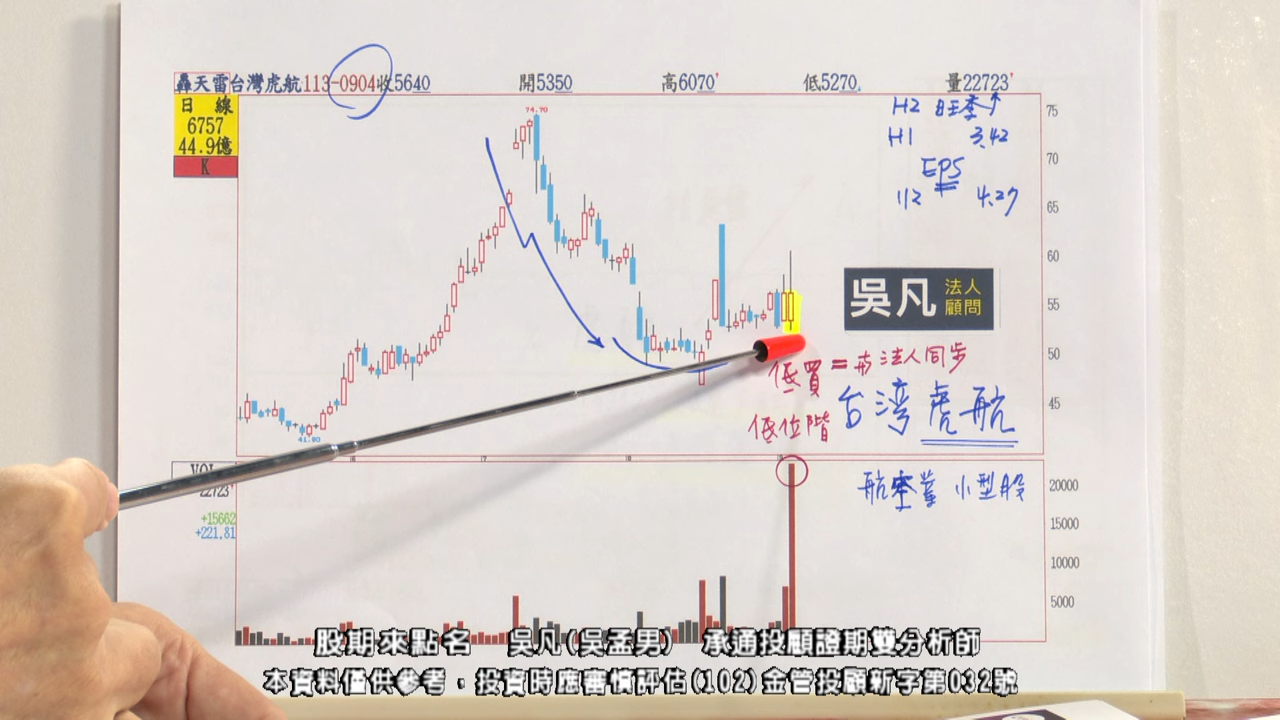 轟天雷台灣虎航113-0904收5640 開5350 高6070' 低5270. 量22723'
日 線
6757
44.9億
K
74.70
41.80
75
70
65
60
55
50
45
H2 旺季↑
H1 3.42
EPS
112 4.27
吳凡 法人顧問
低買=與法人同步
低位階
台湾虎航
航空業 小型股
VOL
22723'
+15662
+221.81
6
17
18
20000
15000
10000
5000
股期來點名 吳凡(吳孟男) 承通投顧證期雙分析師
本資料僅供參考，投資時應審慎評估(102)金管投顧新字第032號